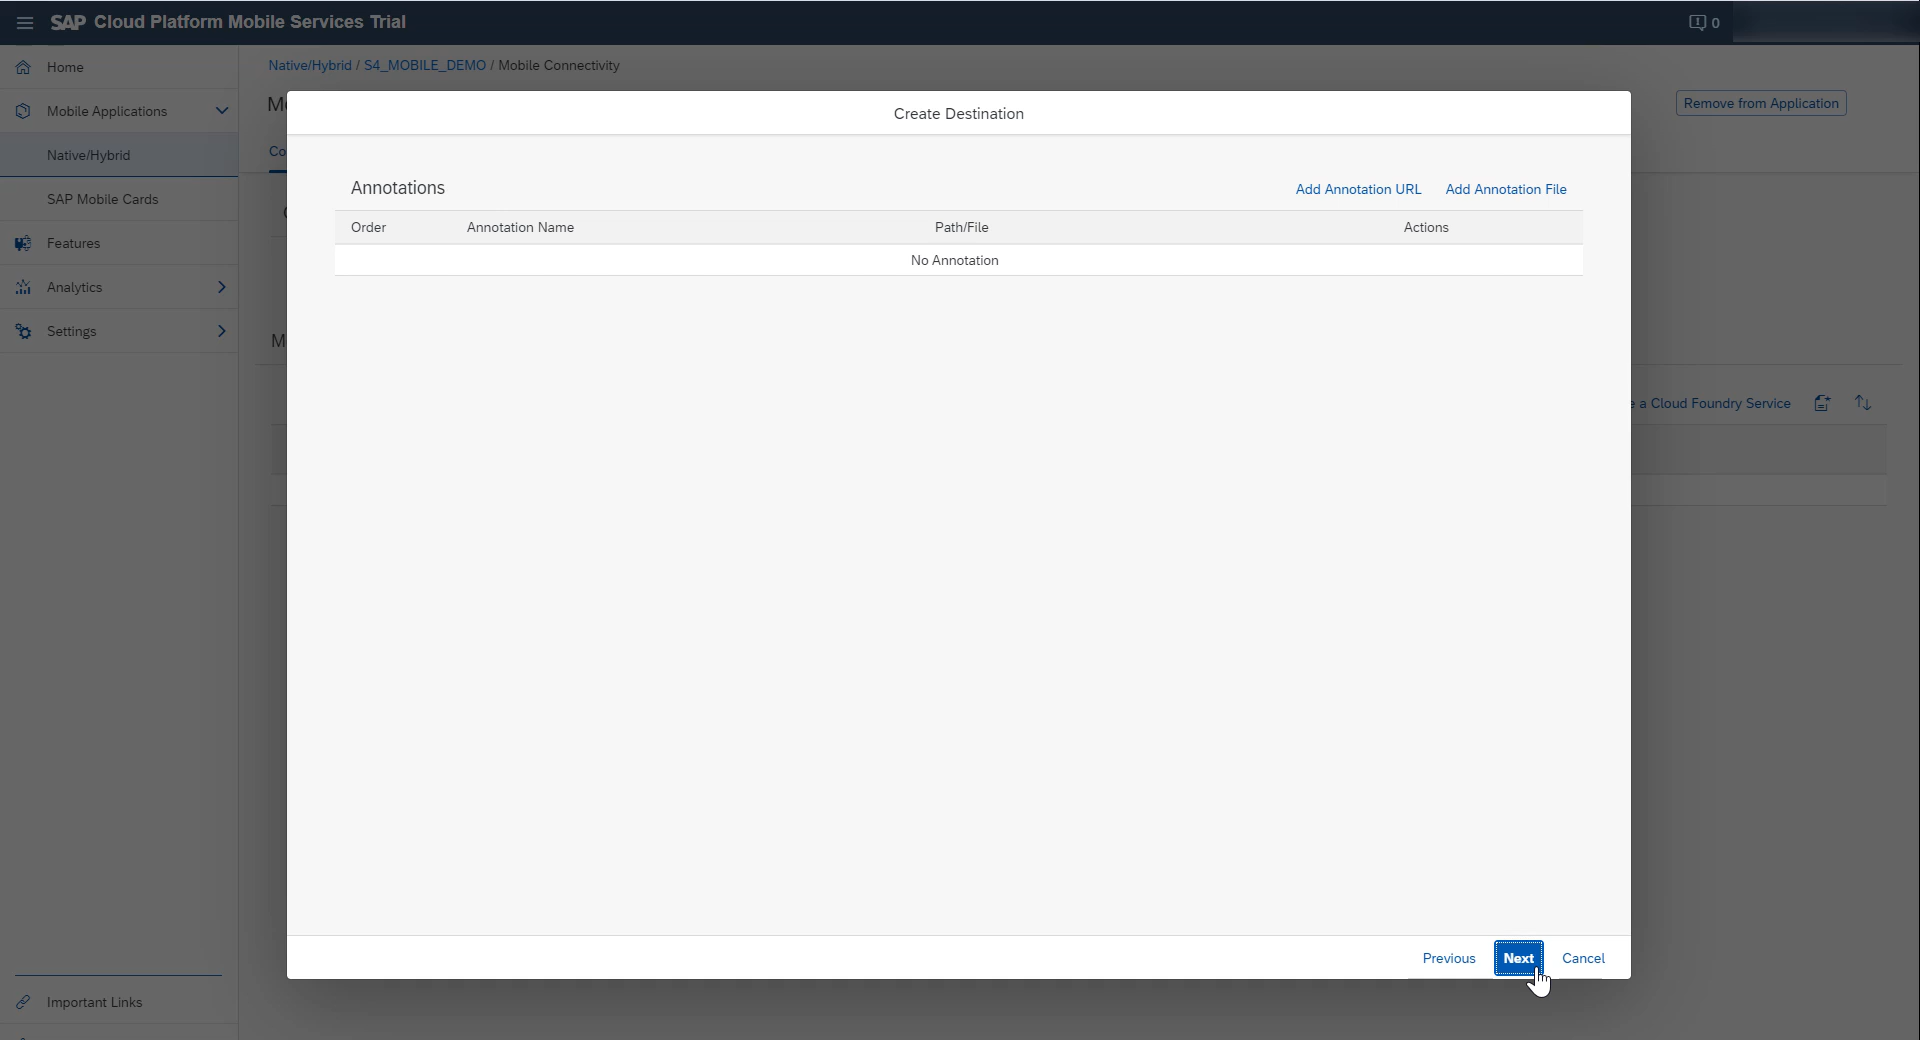 SAP Cloud Platform Mobile Services Trial
0
Home
Mobile Applications
Native/Hybrid
SAP Mobile Cards
Features
Analytics
Settings
Important Links
Native/Hybrid / S4_MOBILE_DEMO / Mobile Connectivity
Remove from Application
Create Destination
Annotations
Add Annotation URL Add Annotation File
Order Annotation Name Path/File Actions
No Annotation
a Cloud Foundry Service
Previous Next Cancel